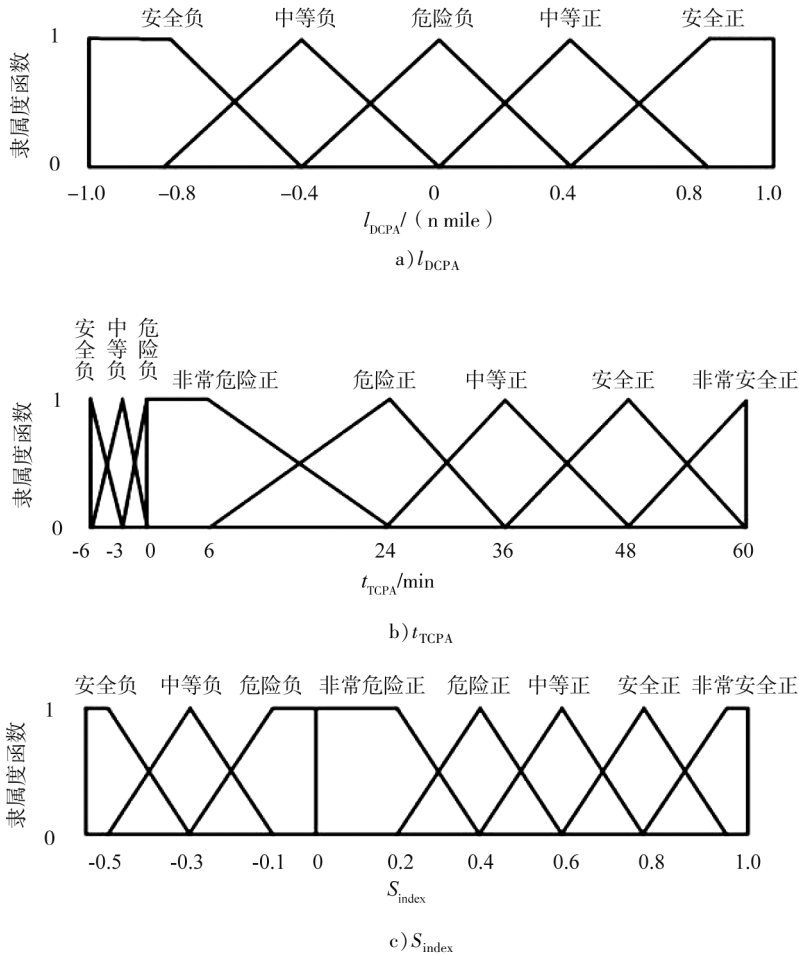 安全负 中等负 危险负 中等正 安全正
1
隶属度函数
0
-1.0 -0.8 -0.4 0 0.4 0.8 1.0
l_DCPA/（n mile）
a) l_DCPA
安全负 中等负 危险负
非常危险正 危险正 中等正 安全正 非常安全正
1
隶属度函数
0
-6 -3 0 6 24 36 48 60
t_TCPA/min
b) t_TCPA
安全负 中等负 危险负 非常危险正 危险正 中等正 安全正 非常安全正
1
隶属度函数
0
-0.5 -0.3 -0.1 0 0.2 0.4 0.6 0.8 1.0
S_index
c) S_index